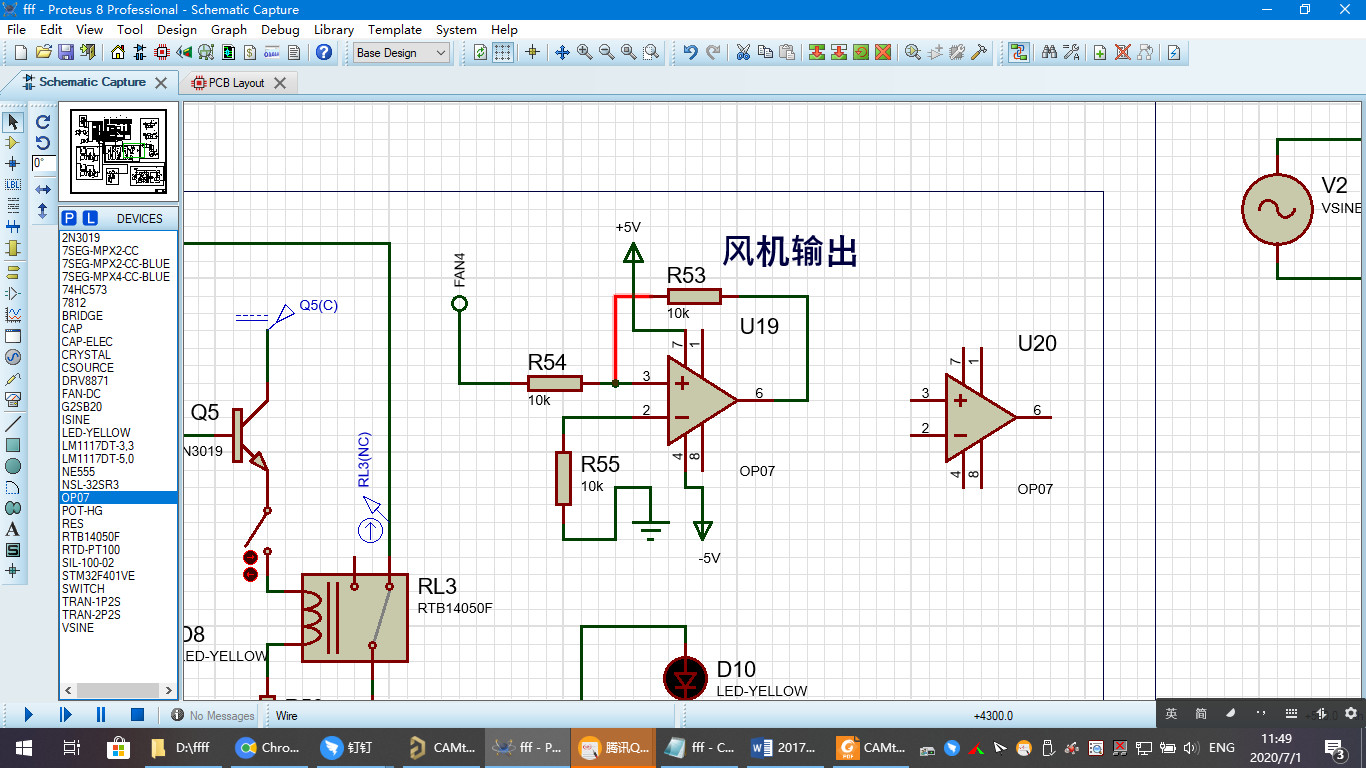 fff - Proteus 8 Professional - Schematic Capture
File Edit View Tool Design Graph Debug Library Template System Help
Base Design
Schematic Capture
PCB Layout
0°
LBL
P L DEVICES
2N3019
7SEG-MPX2-CC
7SEG-MPX2-CC-BLUE
7SEG-MPX4-CC-BLUE
74HC573
7812
BRIDGE
CAP
CAP-ELEC
CRYSTAL
CSOURCE
DRV8871
FAN-DC
G2SB20
ISINE
LED-YELLOW
LM1117DT-3,3
LM1117DT-5,0
NE555
NSL-32SR3
OP07
POT-HG
RES
RTB14050F
RTD-PT100
SIL-100-02
STM32F401VE
SWITCH
TRAN-1P2S
TRAN-2P2S
VSINE
A
S
V2
VSINE
+5V
风机输出
FAN4
R53
10k
Q5(C)
U19
7
1
R54
10k
3
2
6
4
8
OP07
U20
7
1
3
2
6
4
8
OP07
Q5
N3019
RL3(NC)
R55
10k
-5V
RL3
RTB14050F
D8
ED-YELLOW
D10
LED-YELLOW
No Messages
Wire
+4300.0
英 简
D:\ffff
Chro...
钉钉
CAMt...
fff - P...
腾讯Q...
fff - C...
2017...
CAMt...
ENG
11:49
2020/7/1
3